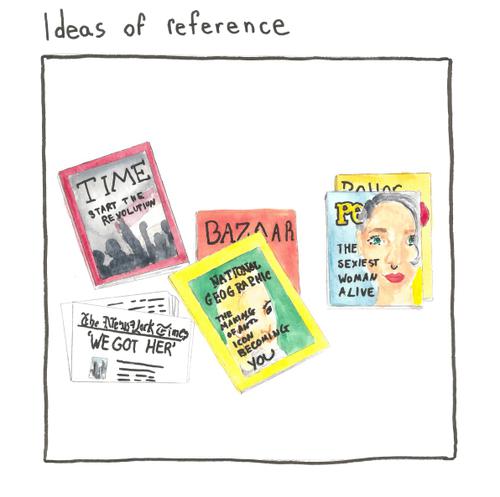 Ideas of reference
TIME
START THE
REVOLUTION
BAZAAR
NATIONAL
GEOGRAPHIC
THE
MAKING
OF AN
ICON
BECOMING
YOU
The New York Times
'WE GOT HER'
PE
THE
SEXIEST
WOMAN
ALIVE